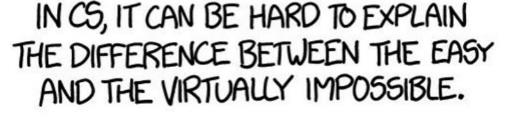 IN CS, IT CAN BE HARD TO EXPLAIN
THE DIFFERENCE BETWEEN THE EASY
AND THE VIRTUALLY IMPOSSIBLE.